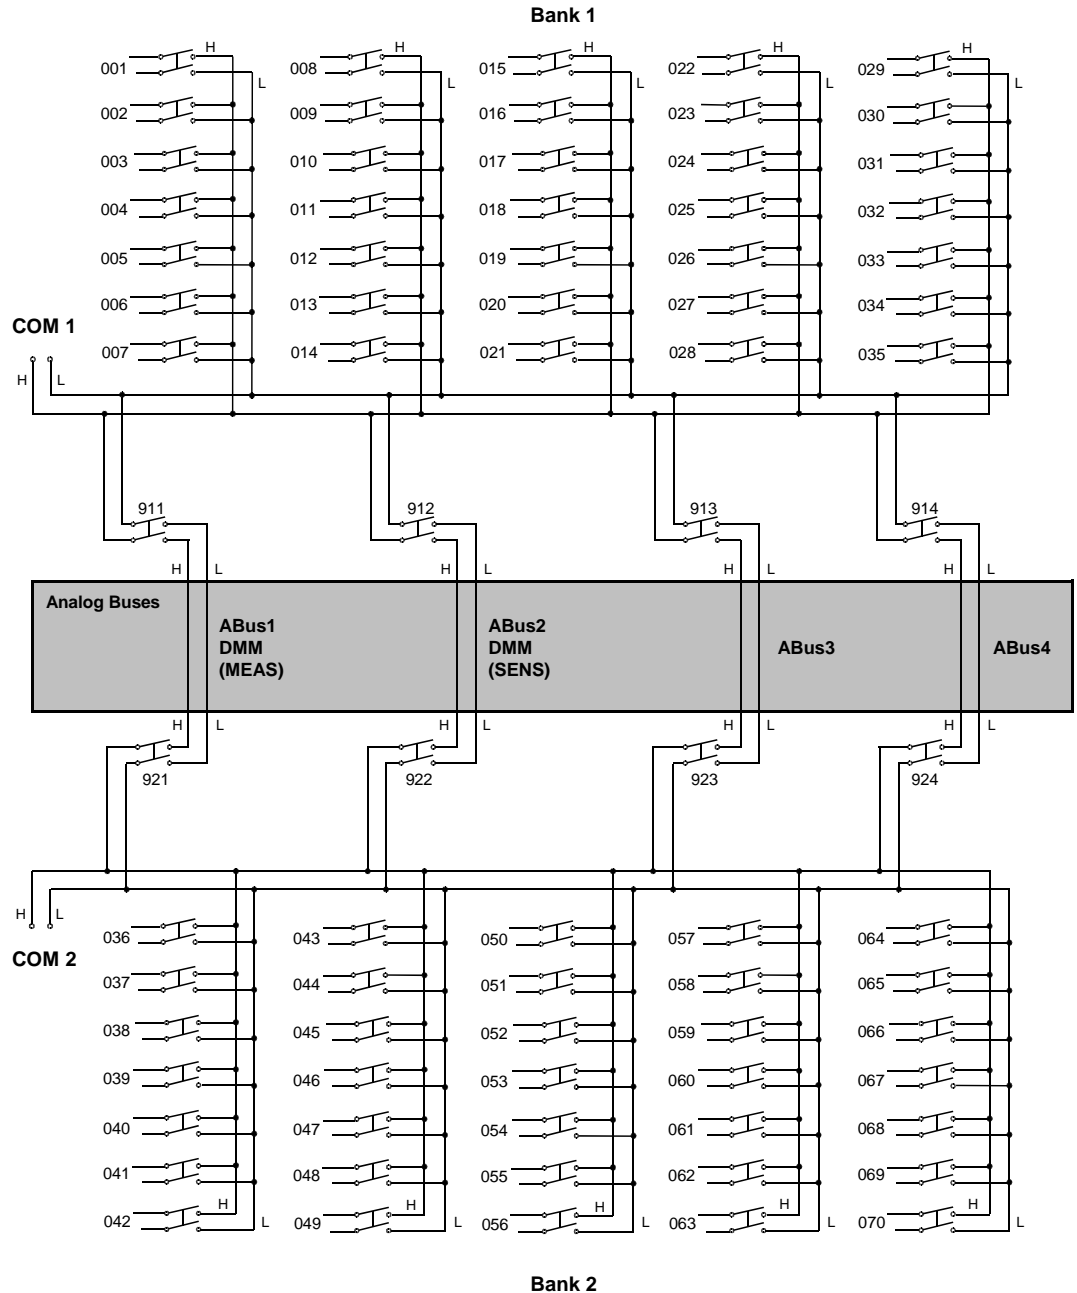 Bank 1
H H H H H
001 008 015 022 029
L L L L L
002 009 016 023 030
003 010 017 024 031
004 011 018 025 032
005 012 019 026 033
006 013 020 027 034
COM 1
007 014 021 028 035
H L
911 912 913 914
H L H L H L H L
Analog Buses
ABus1
DMM
(MEAS)
ABus2
DMM
(SENS)
ABus3
ABus4
H L H L H L H L
921 922 923 924
H L
COM 2
036 043 050 057 064
037 044 051 058 065
038 045 052 059 066
039 046 053 060 067
040 047 054 061 068
041 048 055 062 069
H H H H H
042 049 056 063 070
L L L L L
Bank 2